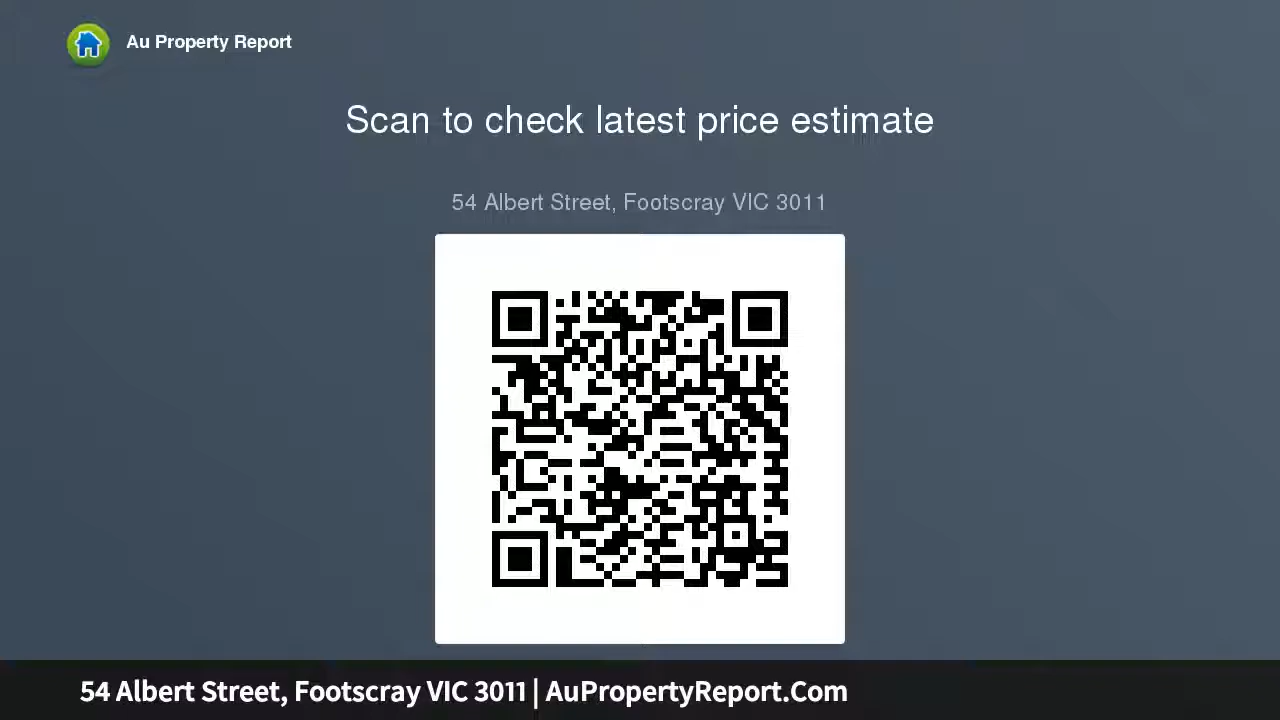 Au Property Report
Scan to check latest price estimate
54 Albert Street, Footscray VIC 3011
54 Albert Street, Footscray VIC 3011 | AuPropertyReport.Com